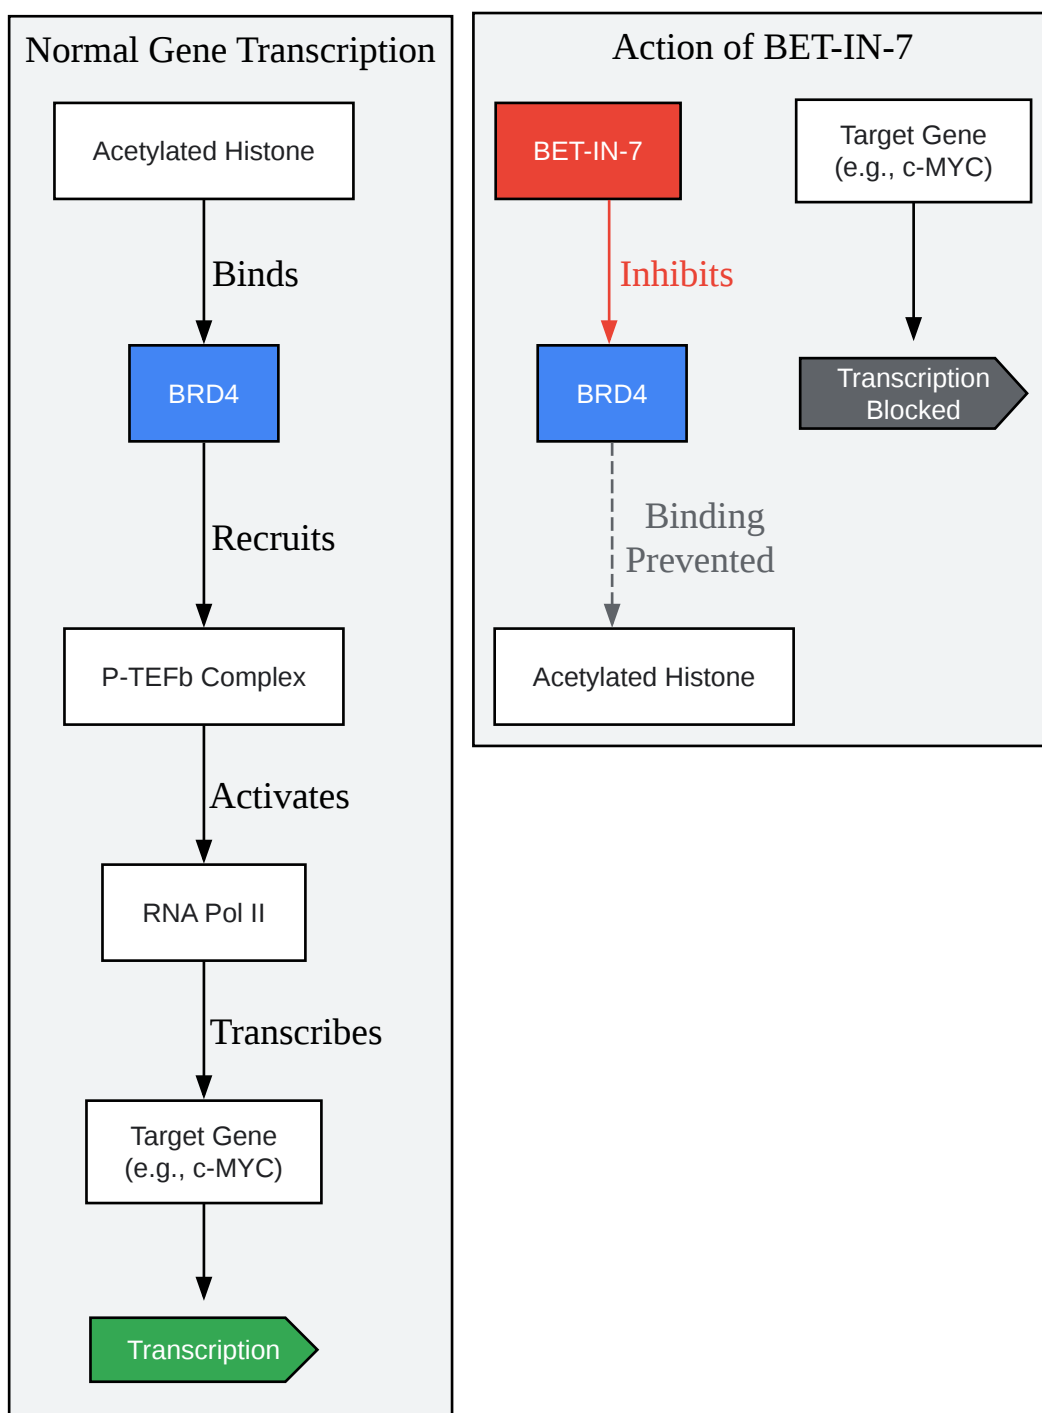 Normal Gene Transcription
Acetylated Histone
Binds
BRD4
Recruits
P-TEFb Complex
Activates
RNA Pol II
Transcribes
Target Gene
(e.g., c-MYC)
Transcription
Action of BET-IN-7
BET-IN-7
Inhibits
BRD4
Binding
Prevented
Acetylated Histone
Target Gene
(e.g., c-MYC)
Transcription
Blocked